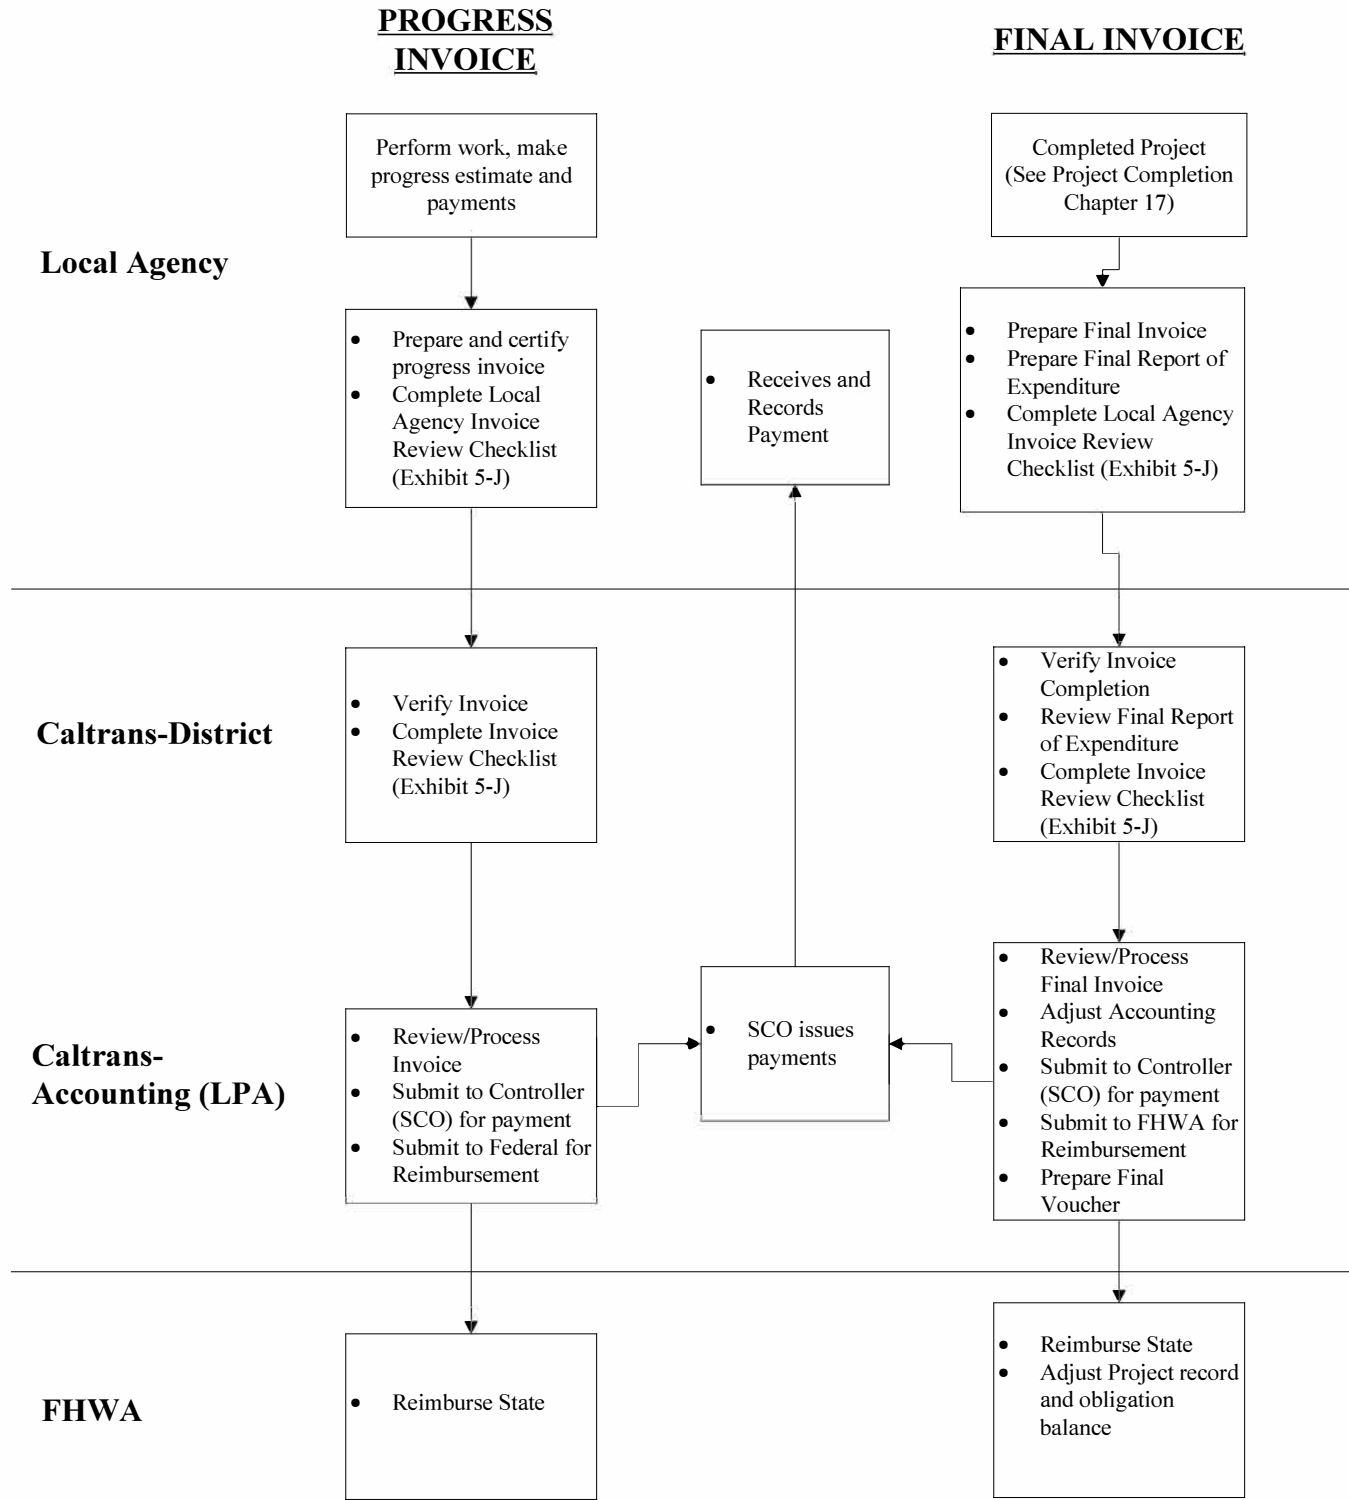 PROGRESS
INVOICE
FINAL INVOICE
Perform work, make
progress estimate and
payments
Completed Project
(See Project Completion
Chapter 17)
Local Agency
• Prepare and certify
progress invoice
• Complete Local
Agency Invoice
Review Checklist
(Exhibit 5-J)
• Receives and
Records
Payment
• Prepare Final Invoice
• Prepare Final Report of
Expenditure
• Complete Local Agency
Invoice Review
Checklist (Exhibit 5-J)
Caltrans-District
• Verify Invoice
• Complete Invoice
Review Checklist
(Exhibit 5-J)
• Verify Invoice
Completion
• Review Final Report
of Expenditure
• Complete Invoice
Review Checklist
(Exhibit 5-J)
Caltrans-
Accounting (LPA)
• Review/Process
Invoice
• Submit to Controller
(SCO) for payment
• Submit to Federal for
Reimbursement
• SCO issues
payments
• Review/Process
Final Invoice
• Adjust Accounting
Records
• Submit to Controller
(SCO) for payment
• Submit to FHWA for
Reimbursement
• Prepare Final
Voucher
FHWA
• Reimburse State
• Reimburse State
• Adjust Project record
and obligation
balance